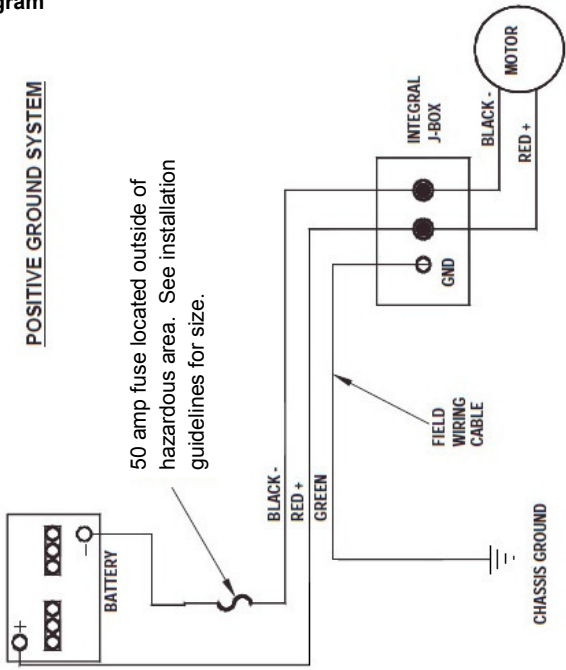 gram
POSITIVE GROUND SYSTEM
50 amp fuse located outside of
hazardous area.  See installation
guidelines for size.
+
−
BATTERY
BLACK -
RED +
GREEN
FIELD
WIRING
CABLE
CHASSIS GROUND
INTEGRAL
J-BOX
GND
BLACK -
RED +
MOTOR